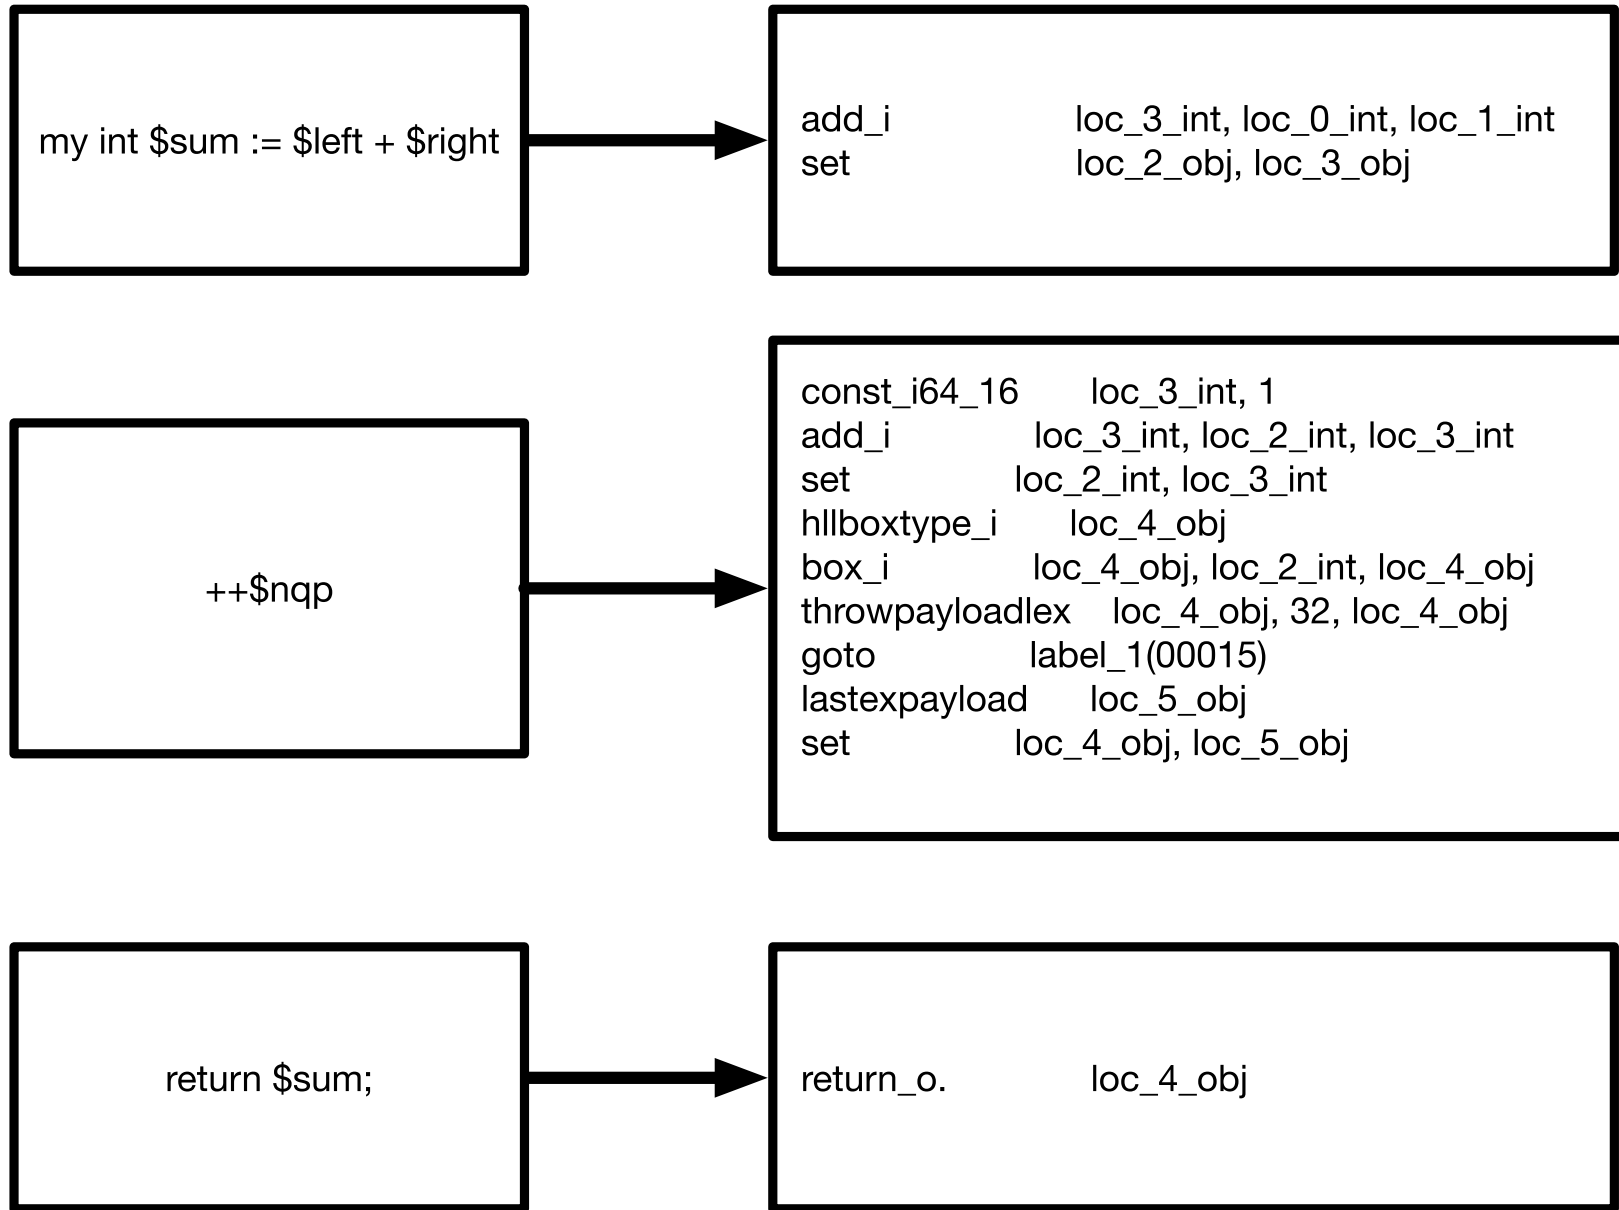 my int $sum := $left + $right
add_i loc_3_int, loc_0_int, loc_1_int
set loc_2_obj, loc_3_obj
++$nqp
const_i64_16 loc_3_int, 1
add_i loc_3_int, loc_2_int, loc_3_int
set loc_2_int, loc_3_int
hllboxtype_i loc_4_obj
box_i loc_4_obj, loc_2_int, loc_4_obj
throwpayloadlex loc_4_obj, 32, loc_4_obj
goto label_1(00015)
lastexpayload loc_5_obj
set loc_4_obj, loc_5_obj
return $sum;
return_o. loc_4_obj